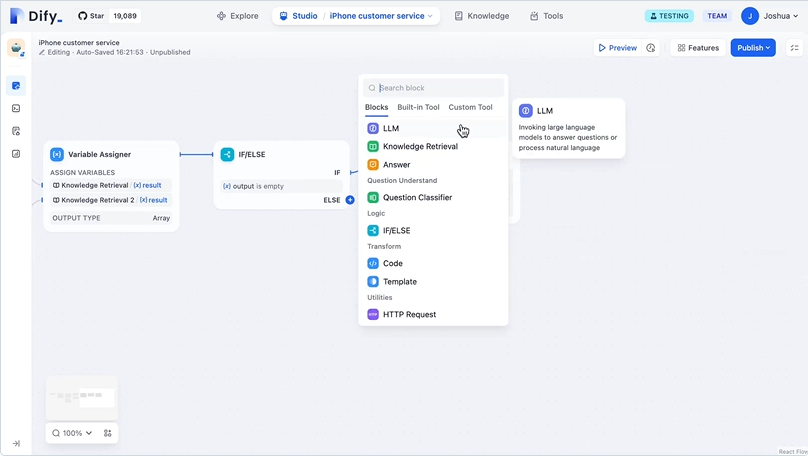 Dify_
Star 19,089
Explore
Studio / iPhone customer service
Knowledge
Tools
TESTING
TEAM
J Joshua
iPhone customer service
Editing · Auto-Saved 16:21:53 · Unpublished
Preview
Features
Publish
Search block
Blocks Built-in Tool Custom Tool
LLM
Knowledge Retrieval
Answer
Question Understand
Question Classifier
Logic
IF/ELSE
Transform
Code
Template
Utilities
HTTP HTTP Request
LLM
Invoking large language
models to answer questions or
process natural language
{x} Variable Assigner
ASSIGN VARIABLES
Knowledge Retrieval {x} result
Knowledge Retrieval 2 {x} result
OUTPUT TYPE Array
IF/ELSE
IF
{x} output is empty
ELSE
100%
React Flow